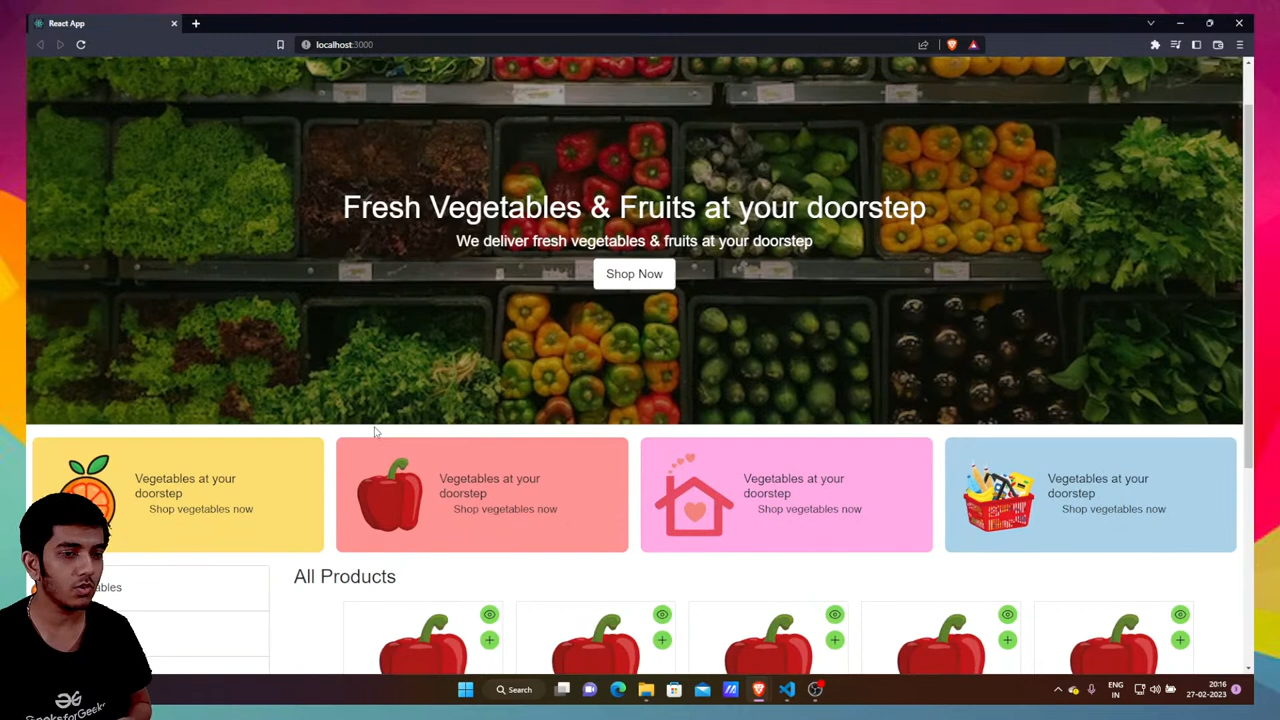 React App
localhost:3000
Fresh Vegetables & Fruits at your doorstep
We deliver fresh vegetables & fruits at your doorstep
Shop Now
Vegetables at your
doorstep
Shop vegetables now
Vegetables at your
doorstep
Shop vegetables now
Vegetables at your
doorstep
Shop vegetables now
Vegetables at your
doorstep
Shop vegetables now
All Products
Search
ENG
IN
20:16
27-02-2023